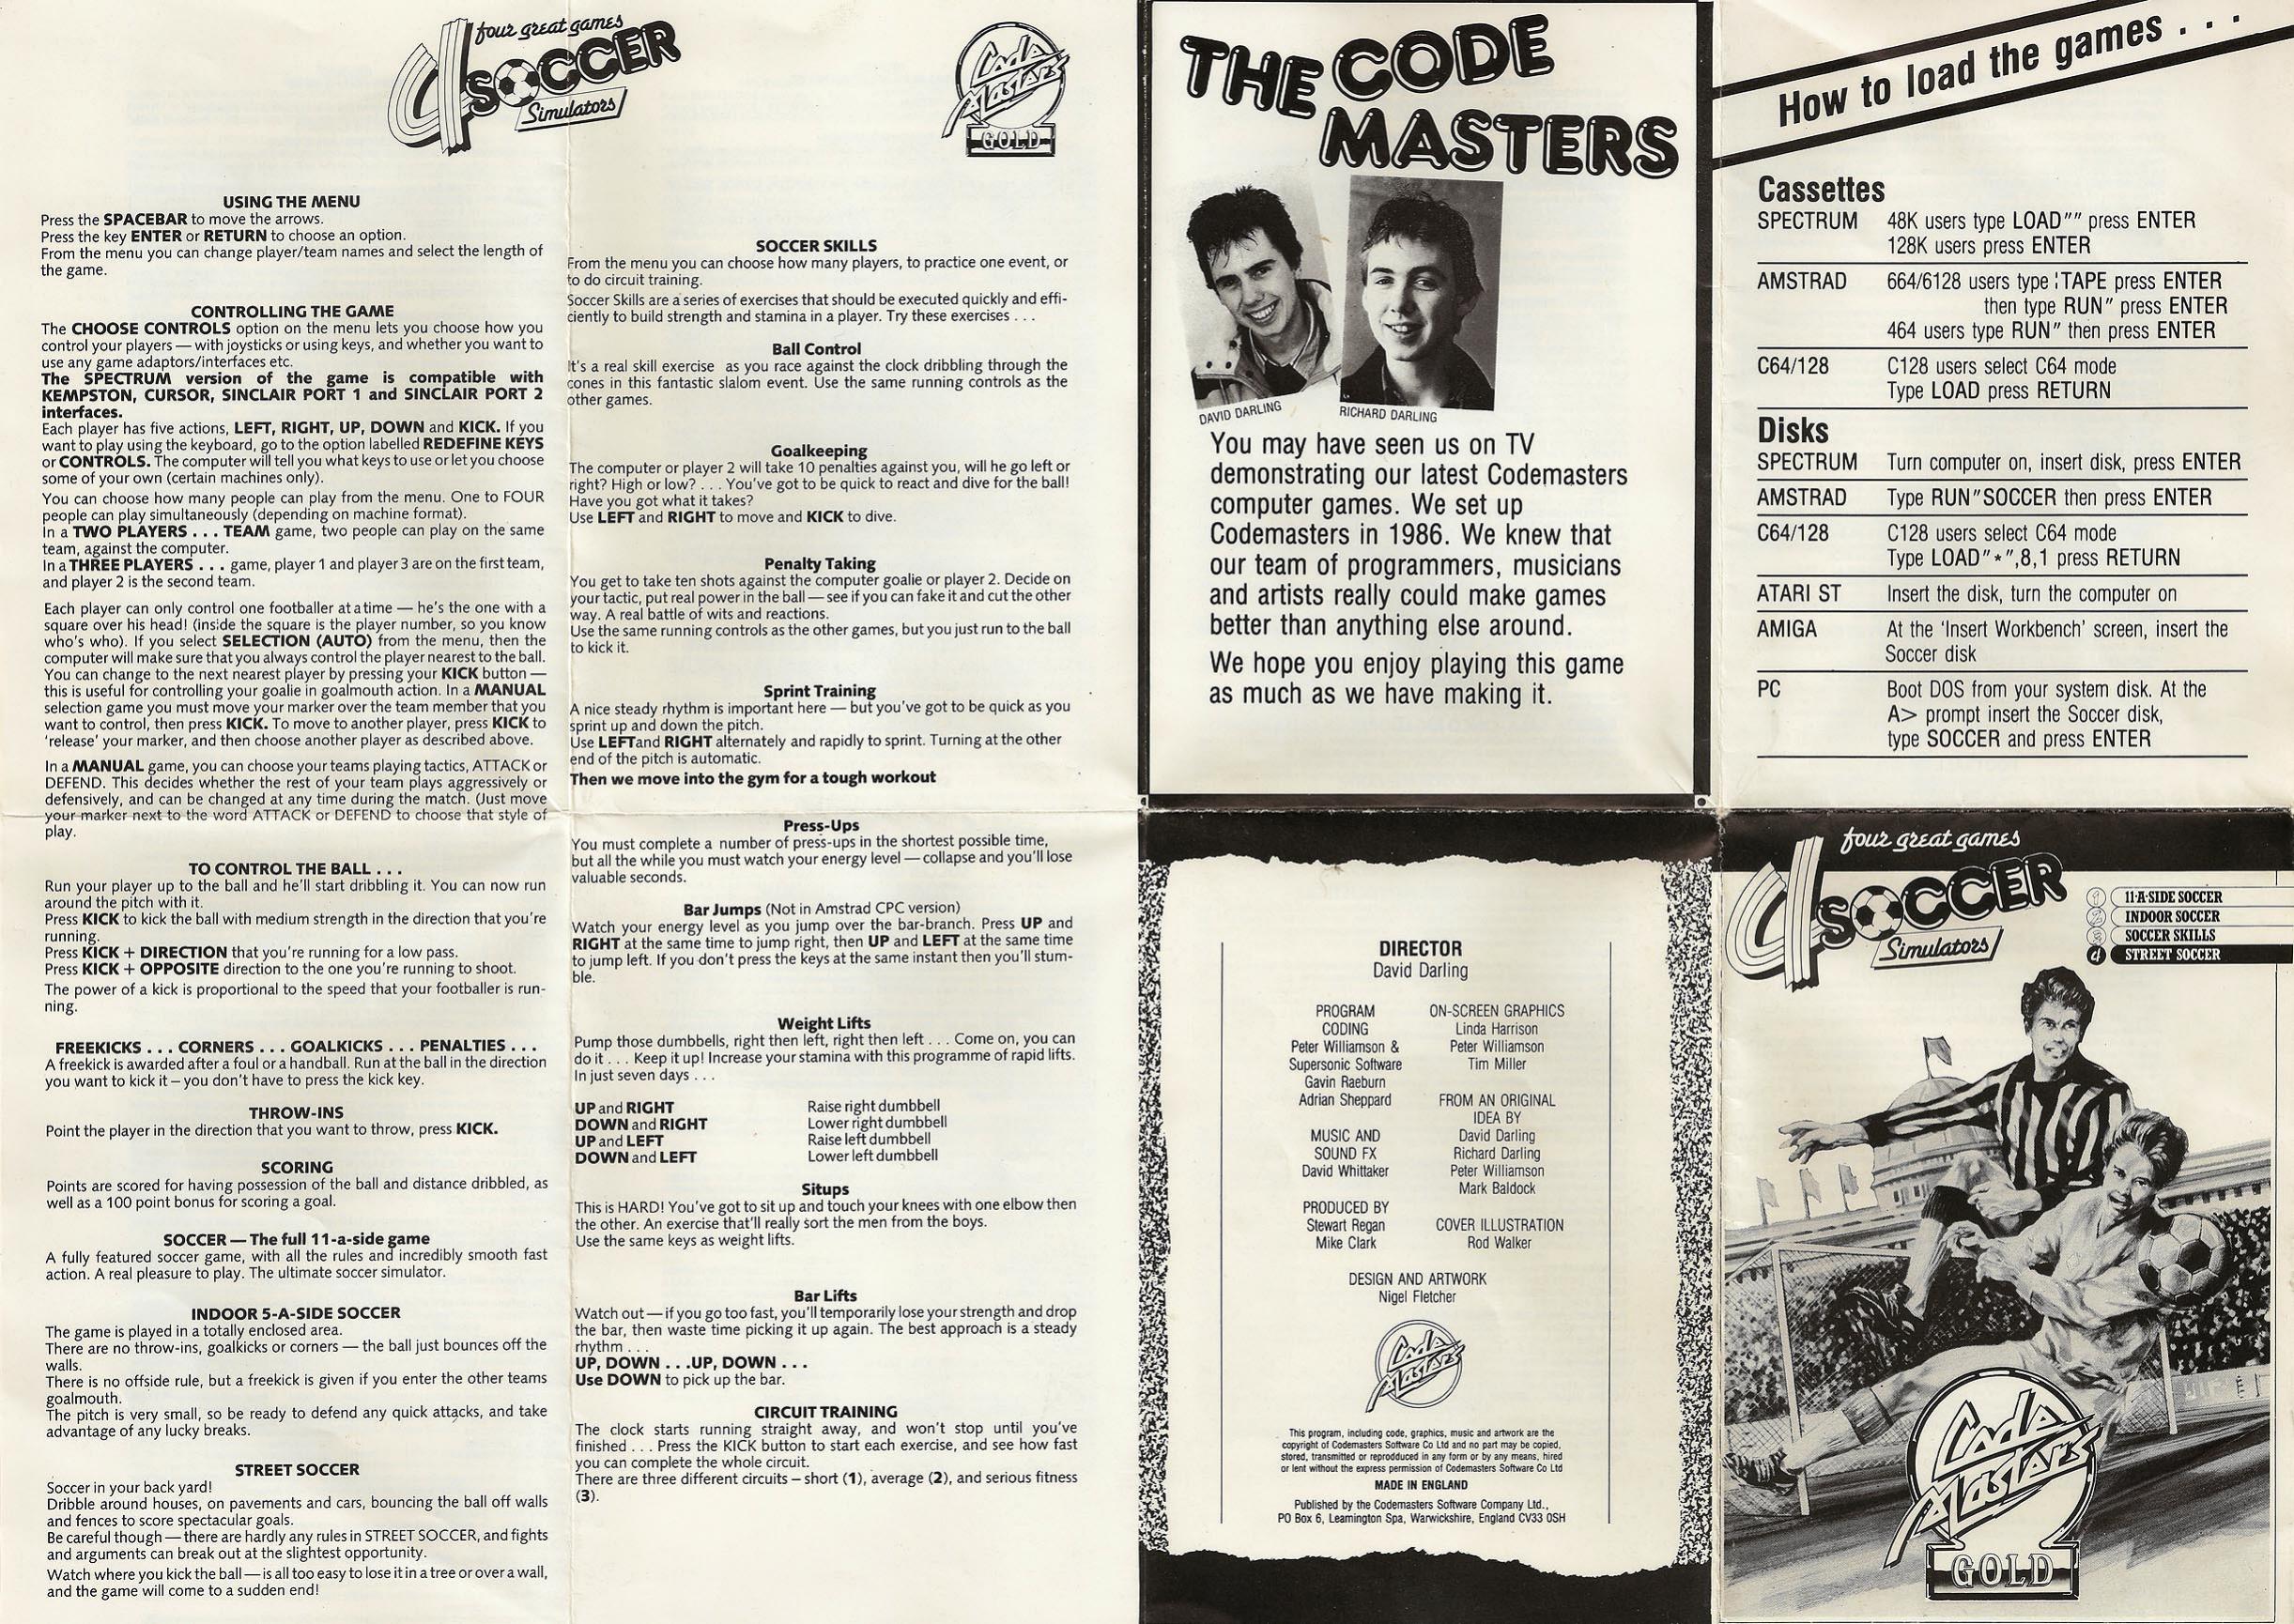 four great games
4 SOCCER
Simulators
Code
Masters
GOLD
USING THE MENU
Press the SPACEBAR to move the arrows.
Press the key ENTER or RETURN to choose an option.
From the menu you can change player/team names and select the length of
the game.
CONTROLLING THE GAME
The CHOOSE CONTROLS option on the menu lets you choose how you
control your players — with joysticks or using keys, and whether you want to
use any game adaptors/interfaces etc.
The SPECTRUM version of the game is compatible with
KEMPSTON, CURSOR, SINCLAIR PORT 1 and SINCLAIR PORT 2
interfaces.
Each player has five actions, LEFT, RIGHT, UP, DOWN and KICK. If you
want to play using the keyboard, go to the option labelled REDEFINE KEYS
or CONTROLS. The computer will tell you what keys to use or let you choose
some of your own (certain machines only).
You can choose how many people can play from the menu. One to FOUR
people can play simultaneously (depending on machine format).
In a TWO PLAYERS . . . TEAM game, two people can play on the same
team, against the computer.
In a THREE PLAYERS . . . game, player 1 and player 3 are on the first team,
and player 2 is the second team.
Each player can only control one footballer at a time — he's the one with a
square over his head! (inside the square is the player number, so you know
who's who). If you select SELECTION (AUTO) from the menu, then the
computer will make sure that you always control the player nearest to the ball.
You can change to the next nearest player by pressing your KICK button —
this is useful for controlling your goalie in goalmouth action. In a MANUAL
selection game you must move your marker over the team member that you
want to control, then press KICK. To move to another player, press KICK to
'release' your marker, and then choose another player as described above.
In a MANUAL game, you can choose your teams playing tactics, ATTACK or
DEFEND. This decides whether the rest of your team plays aggressively or
defensively, and can be changed at any time during the match. (Just move
your marker next to the word ATTACK or DEFEND to choose that style of
play.
TO CONTROL THE BALL . . .
Run your player up to the ball and he'll start dribbling it. You can now run
around the pitch with it.
Press KICK to kick the ball with medium strength in the direction that you're
running.
Press KICK + DIRECTION that you're running for a low pass.
Press KICK + OPPOSITE direction to the one you're running to shoot.
The power of a kick is proportional to the speed that your footballer is run-
ning.
FREEKICKS . . . CORNERS . . . GOALKICKS . . . PENALTIES . . .
A freekick is awarded after a foul or a handball. Run at the ball in the direction
you want to kick it – you don't have to press the kick key.
THROW-INS
Point the player in the direction that you want to throw, press KICK.
SCORING
Points are scored for having possession of the ball and distance dribbled, as
well as a 100 point bonus for scoring a goal.
SOCCER — The full 11-a-side game
A fully featured soccer game, with all the rules and incredibly smooth fast
action. A real pleasure to play. The ultimate soccer simulator.
INDOOR 5-A-SIDE SOCCER
The game is played in a totally enclosed area.
There are no throw-ins, goalkicks or corners — the ball just bounces off the
walls.
There is no offside rule, but a freekick is given if you enter the other teams
goalmouth.
The pitch is very small, so be ready to defend any quick attacks, and take
advantage of any lucky breaks.
STREET SOCCER
Soccer in your back yard!
Dribble around houses, on pavements and cars, bouncing the ball off walls
and fences to score spectacular goals.
Be careful though — there are hardly any rules in STREET SOCCER, and fights
and arguments can break out at the slightest opportunity.
Watch where you kick the ball — is all too easy to lose it in a tree or over a wall,
and the game will come to a sudden end!
SOCCER SKILLS
From the menu you can choose how many players, to practice one event, or
to do circuit training.
Soccer Skills are a series of exercises that should be executed quickly and effi-
ciently to build strength and stamina in a player. Try these exercises . . .
Ball Control
It's a real skill exercise as you race against the clock dribbling through the
cones in this fantastic slalom event. Use the same running controls as the
other games.
Goalkeeping
The computer or player 2 will take 10 penalties against you, will he go left or
right? High or low? . . . You've got to be quick to react and dive for the ball!
Have you got what it takes?
Use LEFT and RIGHT to move and KICK to dive.
Penalty Taking
You get to take ten shots against the computer goalie or player 2. Decide on
your tactic, put real power in the ball — see if you can fake it and cut the other
way. A real battle of wits and reactions.
Use the same running controls as the other games, but you just run to the ball
to kick it.
Sprint Training
A nice steady rhythm is important here — but you've got to be quick as you
sprint up and down the pitch.
Use LEFTand RIGHT alternately and rapidly to sprint. Turning at the other
end of the pitch is automatic.
Then we move into the gym for a tough workout
Press-Ups
You must complete a number of press-ups in the shortest possible time,
but all the while you must watch your energy level — collapse and you'll lose
valuable seconds.
Bar Jumps (Not in Amstrad CPC version)
Watch your energy level as you jump over the bar-branch. Press UP and
RIGHT at the same time to jump right, then UP and LEFT at the same time
to jump left. If you don't press the keys at the same instant then you'll stum-
ble.
Weight Lifts
Pump those dumbbells, right then left, right then left . . . Come on, you can
do it . . . Keep it up! Increase your stamina with this programme of rapid lifts.
In just seven days . . .
UP and RIGHT Raise right dumbbell
DOWN and RIGHT Lower right dumbbell
UP and LEFT Raise left dumbbell
DOWN and LEFT Lower left dumbbell
Situps
This is HARD! You've got to sit up and touch your knees with one elbow then
the other. An exercise that'll really sort the men from the boys.
Use the same keys as weight lifts.
Bar Lifts
Watch out — if you go too fast, you'll temporarily lose your strength and drop
the bar, then waste time picking it up again. The best approach is a steady
rhythm . . .
UP, DOWN . . .UP, DOWN . . .
Use DOWN to pick up the bar.
CIRCUIT TRAINING
The clock starts running straight away, and won't stop until you've
finished . . . Press the KICK button to start each exercise, and see how fast
you can complete the whole circuit.
There are three different circuits – short (1), average (2), and serious fitness
(3).
THE CODE
MASTERS
DAVID DARLING
RICHARD DARLING
You may have seen us on TV
demonstrating our latest Codemasters
computer games. We set up
Codemasters in 1986. We knew that
our team of programmers, musicians
and artists really could make games
better than anything else around.
We hope you enjoy playing this game
as much as we have making it.
How to load the games . . .
Cassettes
SPECTRUM 48K users type LOAD"" press ENTER
128K users press ENTER
AMSTRAD 664/6128 users type ¦TAPE press ENTER
then type RUN" press ENTER
464 users type RUN" then press ENTER
C64/128 C128 users select C64 mode
Type LOAD press RETURN
Disks
SPECTRUM Turn computer on, insert disk, press ENTER
AMSTRAD Type RUN"SOCCER then press ENTER
C64/128 C128 users select C64 mode
Type LOAD"*",8,1 press RETURN
ATARI ST Insert the disk, turn the computer on
AMIGA At the 'Insert Workbench' screen, insert the
Soccer disk
PC Boot DOS from your system disk. At the
A> prompt insert the Soccer disk,
type SOCCER and press ENTER
DIRECTOR
David Darling
PROGRAM
CODING
Peter Williamson &
Supersonic Software
Gavin Raeburn
Adrian Sheppard
MUSIC AND
SOUND FX
David Whittaker
PRODUCED BY
Stewart Regan
Mike Clark
ON-SCREEN GRAPHICS
Linda Harrison
Peter Williamson
Tim Miller
FROM AN ORIGINAL
IDEA BY
David Darling
Richard Darling
Peter Williamson
Mark Baldock
COVER ILLUSTRATION
Rod Walker
DESIGN AND ARTWORK
Nigel Fletcher
Code
Masters
This program, including code, graphics, music and artwork are the
copyright of Codemasters Software Co Ltd and no part may be copied,
stored, transmitted or reprodduced in any form or by any means, hired
or lent without the express permission of Codemasters Software Co Ltd
MADE IN ENGLAND
Published by the Codemasters Software Company Ltd.,
PO Box 6, Leamington Spa, Warwickshire, England CV33 0SH
four great games
4 SOCCER
Simulators
1 11-A-SIDE SOCCER
2 INDOOR SOCCER
3 SOCCER SKILLS
4 STREET SOCCER
Code
Masters
GOLD